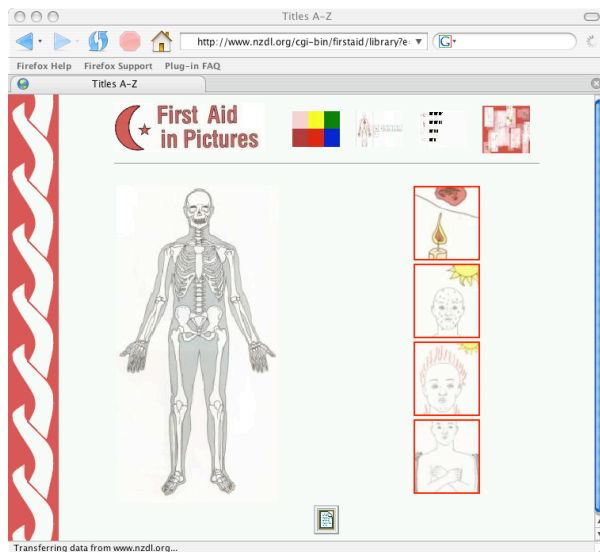 Titles A-Z
http://www.nzdl.org/cgi-bin/firstaid/library?e
G
Firefox Help Firefox Support Plug-in FAQ
Titles A-Z
First Aid
in Pictures
Transferring data from www.nzdl.org...